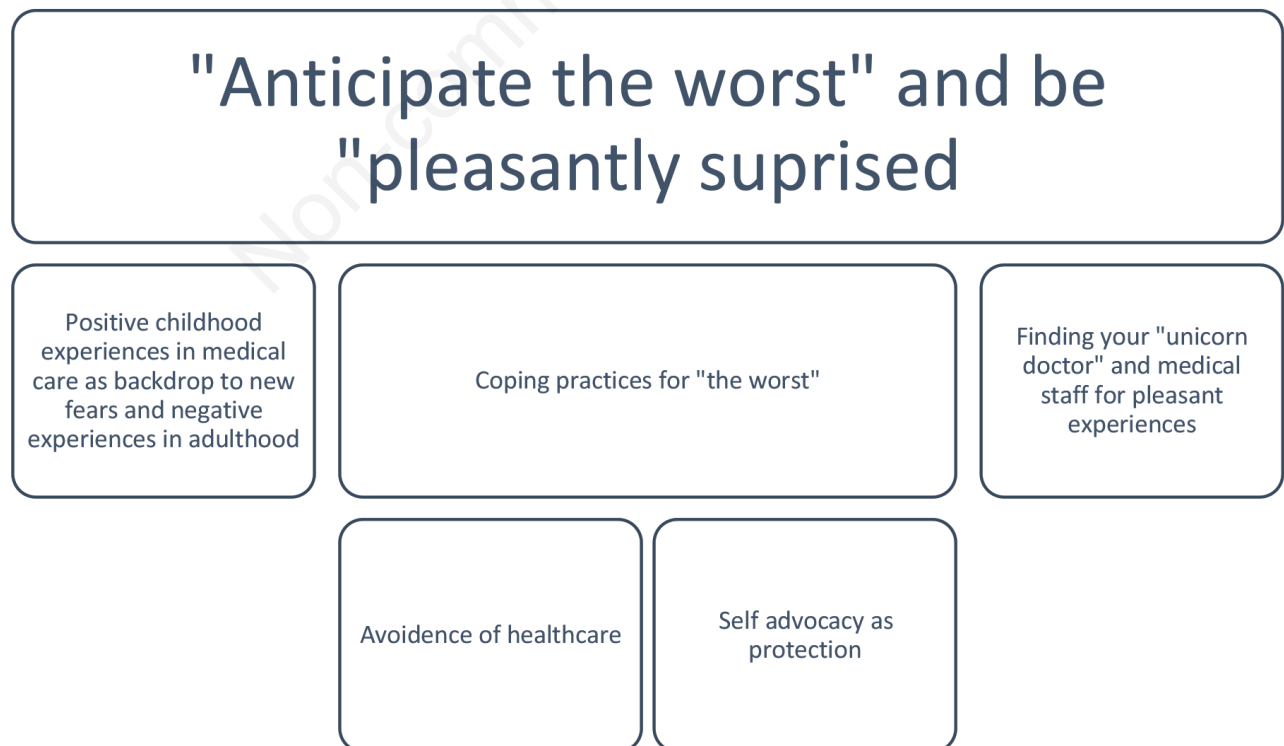 "Anticipate the worst" and be
"pleasantly suprised
Positive childhood
experiences in medical
care as backdrop to new
fears and negative
experiences in adulthood
Coping practices for "the worst"
Finding your "unicorn
doctor" and medical
staff for pleasant
experiences
Avoidence of healthcare
Self advocacy as
protection